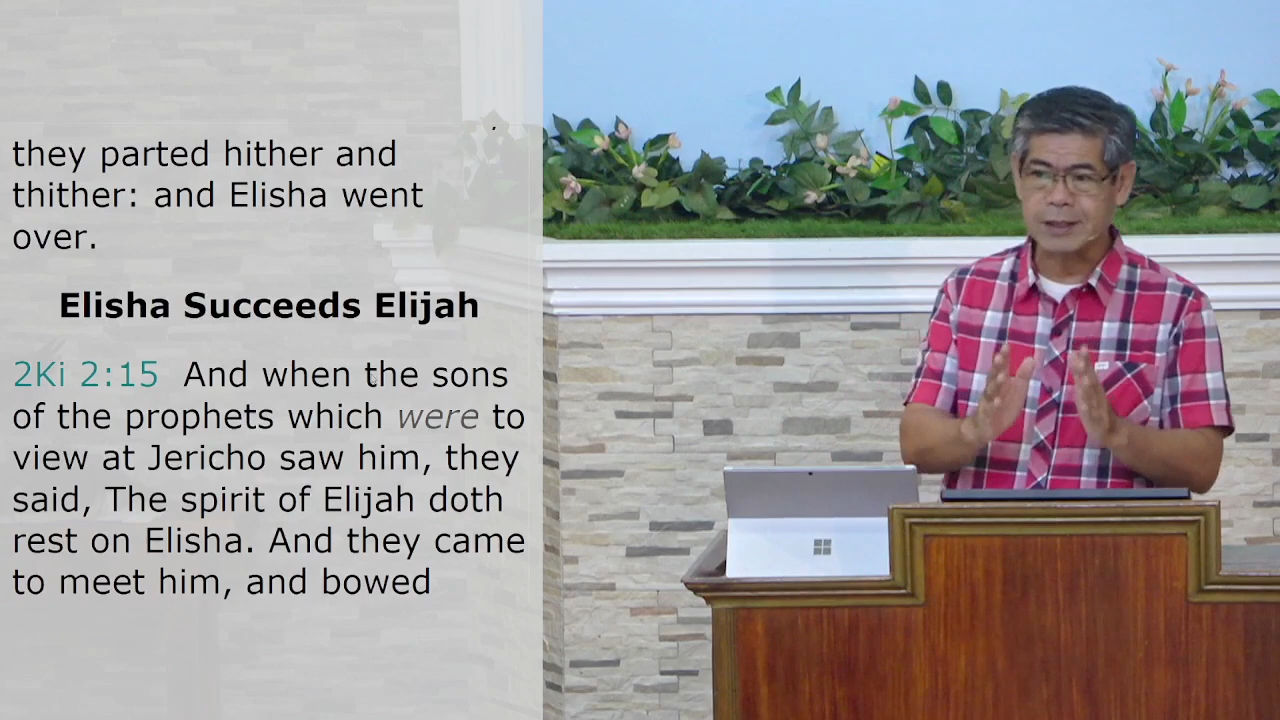 they parted hither and
thither: and Elisha went
over.
Elisha Succeeds Elijah
2Ki 2:15 And when the sons
of the prophets which were to
view at Jericho saw him, they
said, The spirit of Elijah doth
rest on Elisha. And they came
to meet him, and bowed